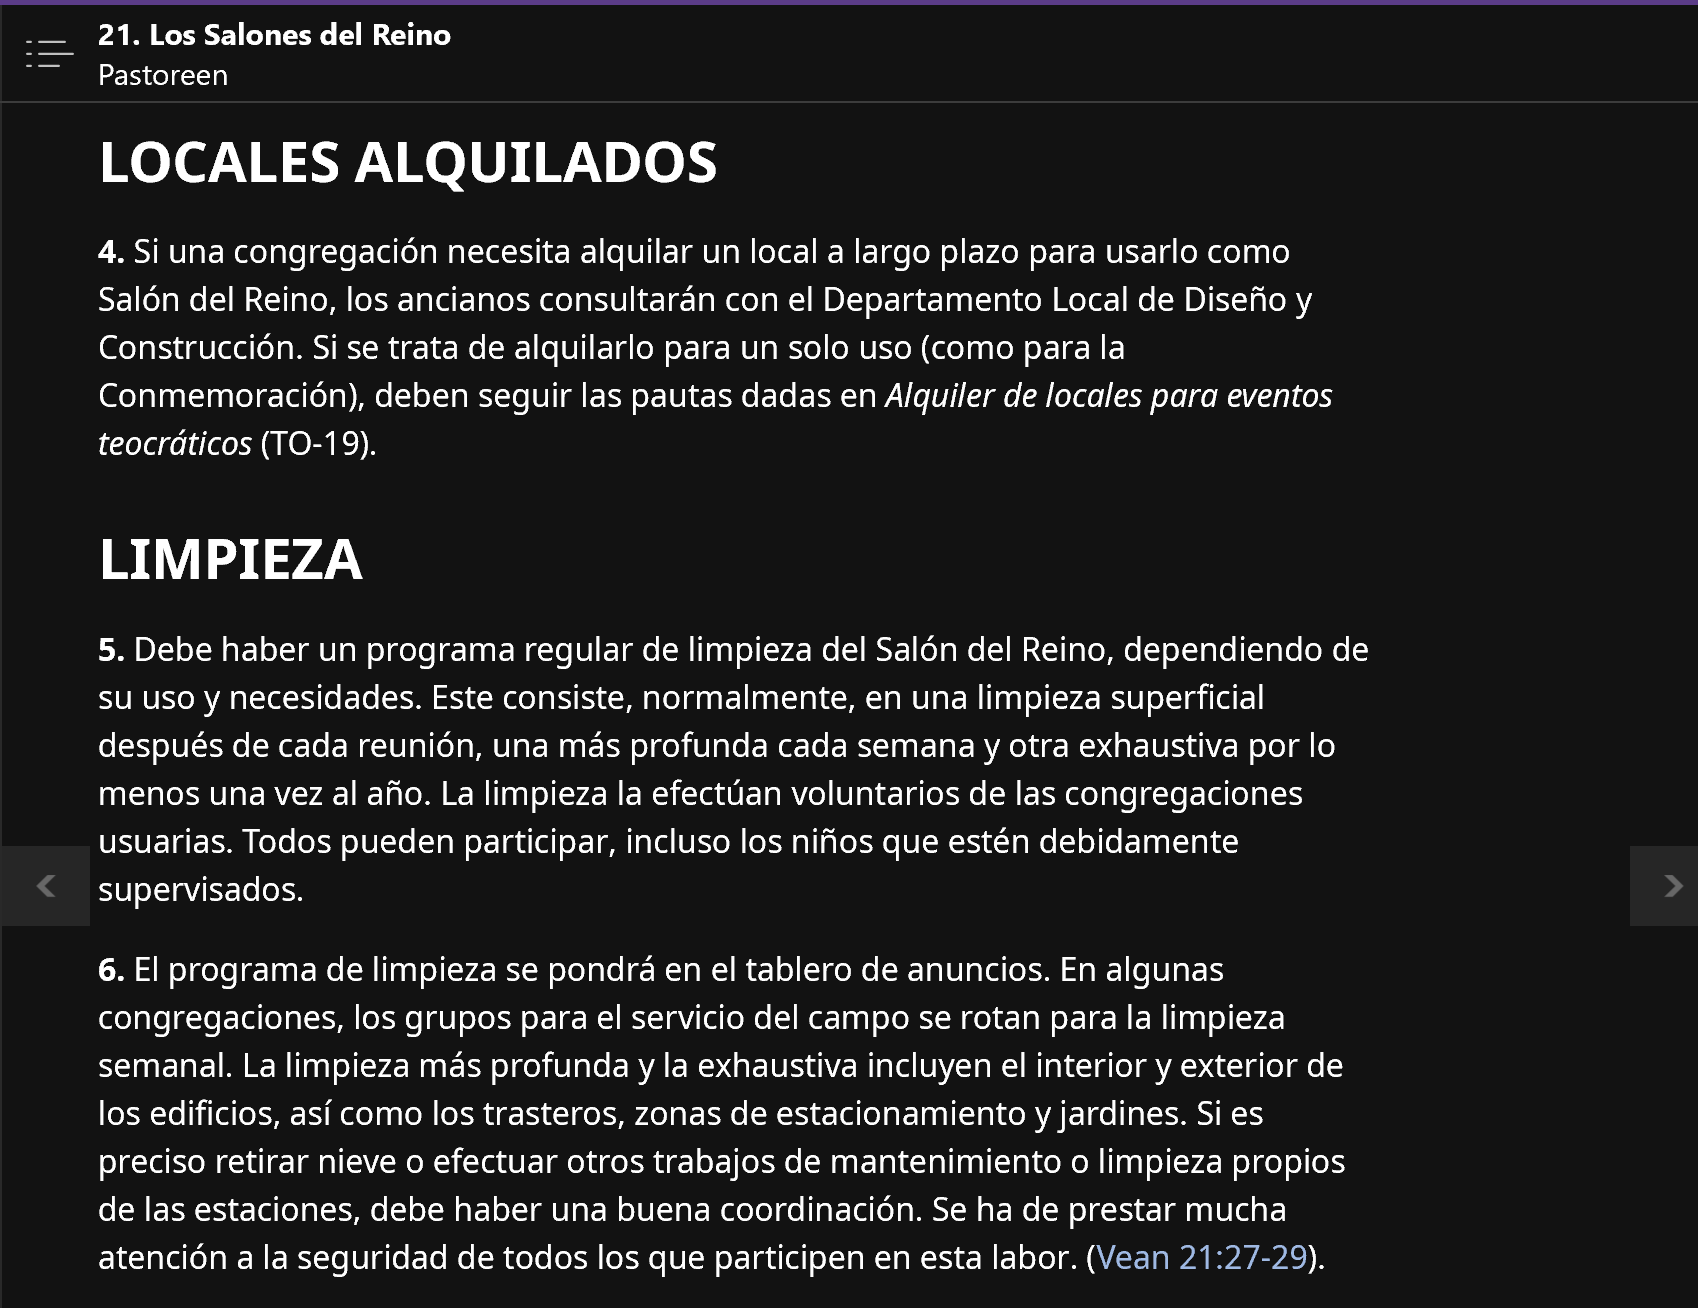 21. Los Salones del Reino
Pastoreen
LOCALES ALQUILADOS
4. Si una congregación necesita alquilar un local a largo plazo para usarlo como
Salón del Reino, los ancianos consultarán con el Departamento Local de Diseño y
Construcción. Si se trata de alquilarlo para un solo uso (como para la
Conmemoración), deben seguir las pautas dadas en Alquiler de locales para eventos
teocráticos (TO-19).
LIMPIEZA
5. Debe haber un programa regular de limpieza del Salón del Reino, dependiendo de
su uso y necesidades. Este consiste, normalmente, en una limpieza superficial
después de cada reunión, una más profunda cada semana y otra exhaustiva por lo
menos una vez al año. La limpieza la efectúan voluntarios de las congregaciones
usuarias. Todos pueden participar, incluso los niños que estén debidamente
supervisados.
6. El programa de limpieza se pondrá en el tablero de anuncios. En algunas
congregaciones, los grupos para el servicio del campo se rotan para la limpieza
semanal. La limpieza más profunda y la exhaustiva incluyen el interior y exterior de
los edificios, así como los trasteros, zonas de estacionamiento y jardines. Si es
preciso retirar nieve o efectuar otros trabajos de mantenimiento o limpieza propios
de las estaciones, debe haber una buena coordinación. Se ha de prestar mucha
atención a la seguridad de todos los que participen en esta labor. (Vean 21:27-29).